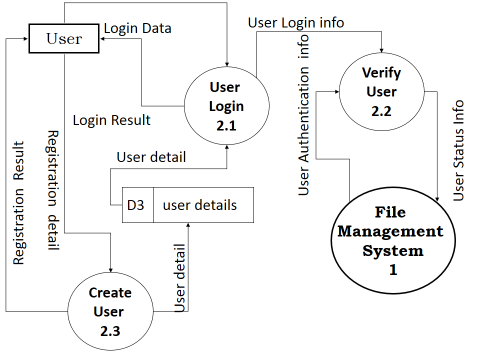 User Login info
Login Data
User
User
Login
2.1
Verify
User
2.2
User Authentication info
User Status Info
Login Result
User detail
Registration Result
Registration detail
D3
user details
File
Management
System
1
User detail
Create
User
2.3